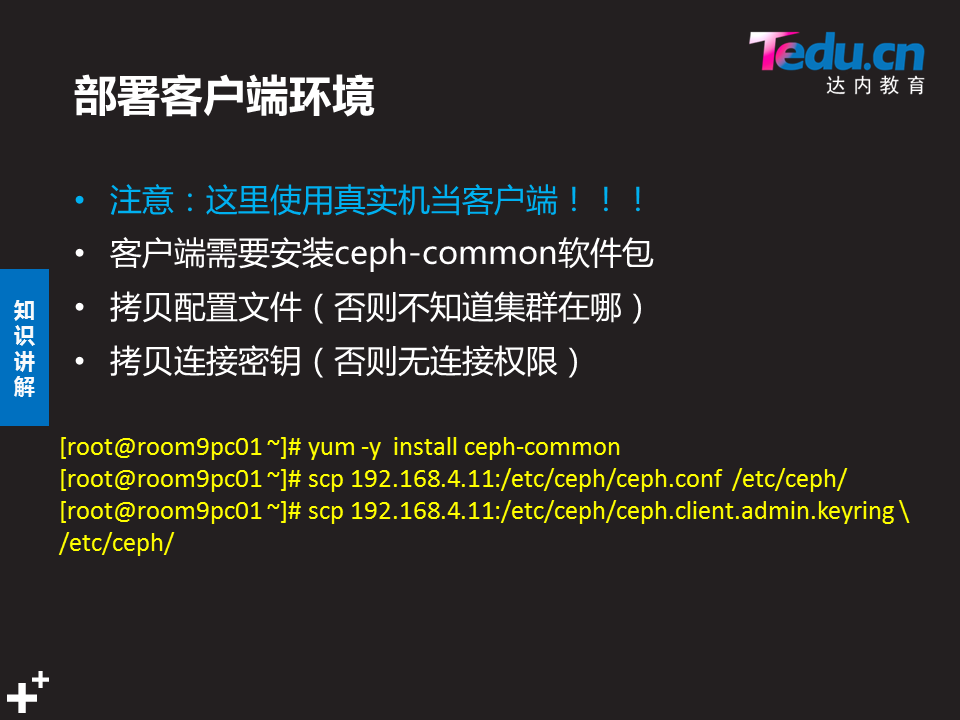 Tedu.cn
达内教育
部署客户端环境
• 注意：这里使用真实机当客户端！！！
• 客户端需要安装ceph-common软件包
• 拷贝配置文件（否则不知道集群在哪）
• 拷贝连接密钥（否则无连接权限）
知识讲解
[root@room9pc01 ~]# yum -y  install ceph-common
[root@room9pc01 ~]# scp 192.168.4.11:/etc/ceph/ceph.conf  /etc/ceph/
[root@room9pc01 ~]# scp 192.168.4.11:/etc/ceph/ceph.client.admin.keyring \
/etc/ceph/